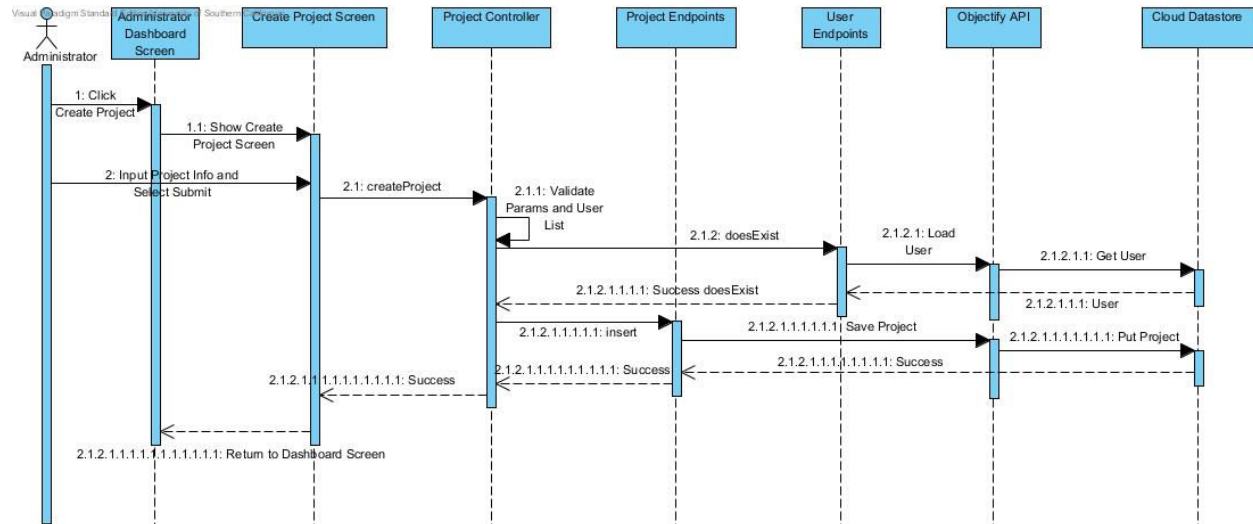 Visual Paradigm Standard
of Southern
Administrator
Administrator
Dashboard
Screen
Create Project Screen
Project Controller
Project Endpoints
User
Endpoints
Objectify API
Cloud Datastore
1: Click
Create Project
1.1: Show Create
Project Screen
2: Input Project Info and
Select Submit
2.1: createProject
2.1.1: Validate
Params and User
List
2.1.2: doesExist
2.1.2.1: Load
User
2.1.2.1.1: Get User
2.1.2.1.1.1: User
2.1.2.1.1.1.1: Success doesExist
2.1.2.1.1.1.1.1: insert
2.1.2.1.1.1.1.1.1: Save Project
2.1.2.1.1.1.1.1.1.1: Put Project
2.1.2.1.1.1.1.1.1.1.1: Success
2.1.2.1.1.1.1.1.1.1.1.1: Success
2.1.2.1.1.1.1.1.1.1.1.1.1: Success
2.1.2.1.1.1.1.1.1.1.1.1.1.1: Return to Dashboard Screen